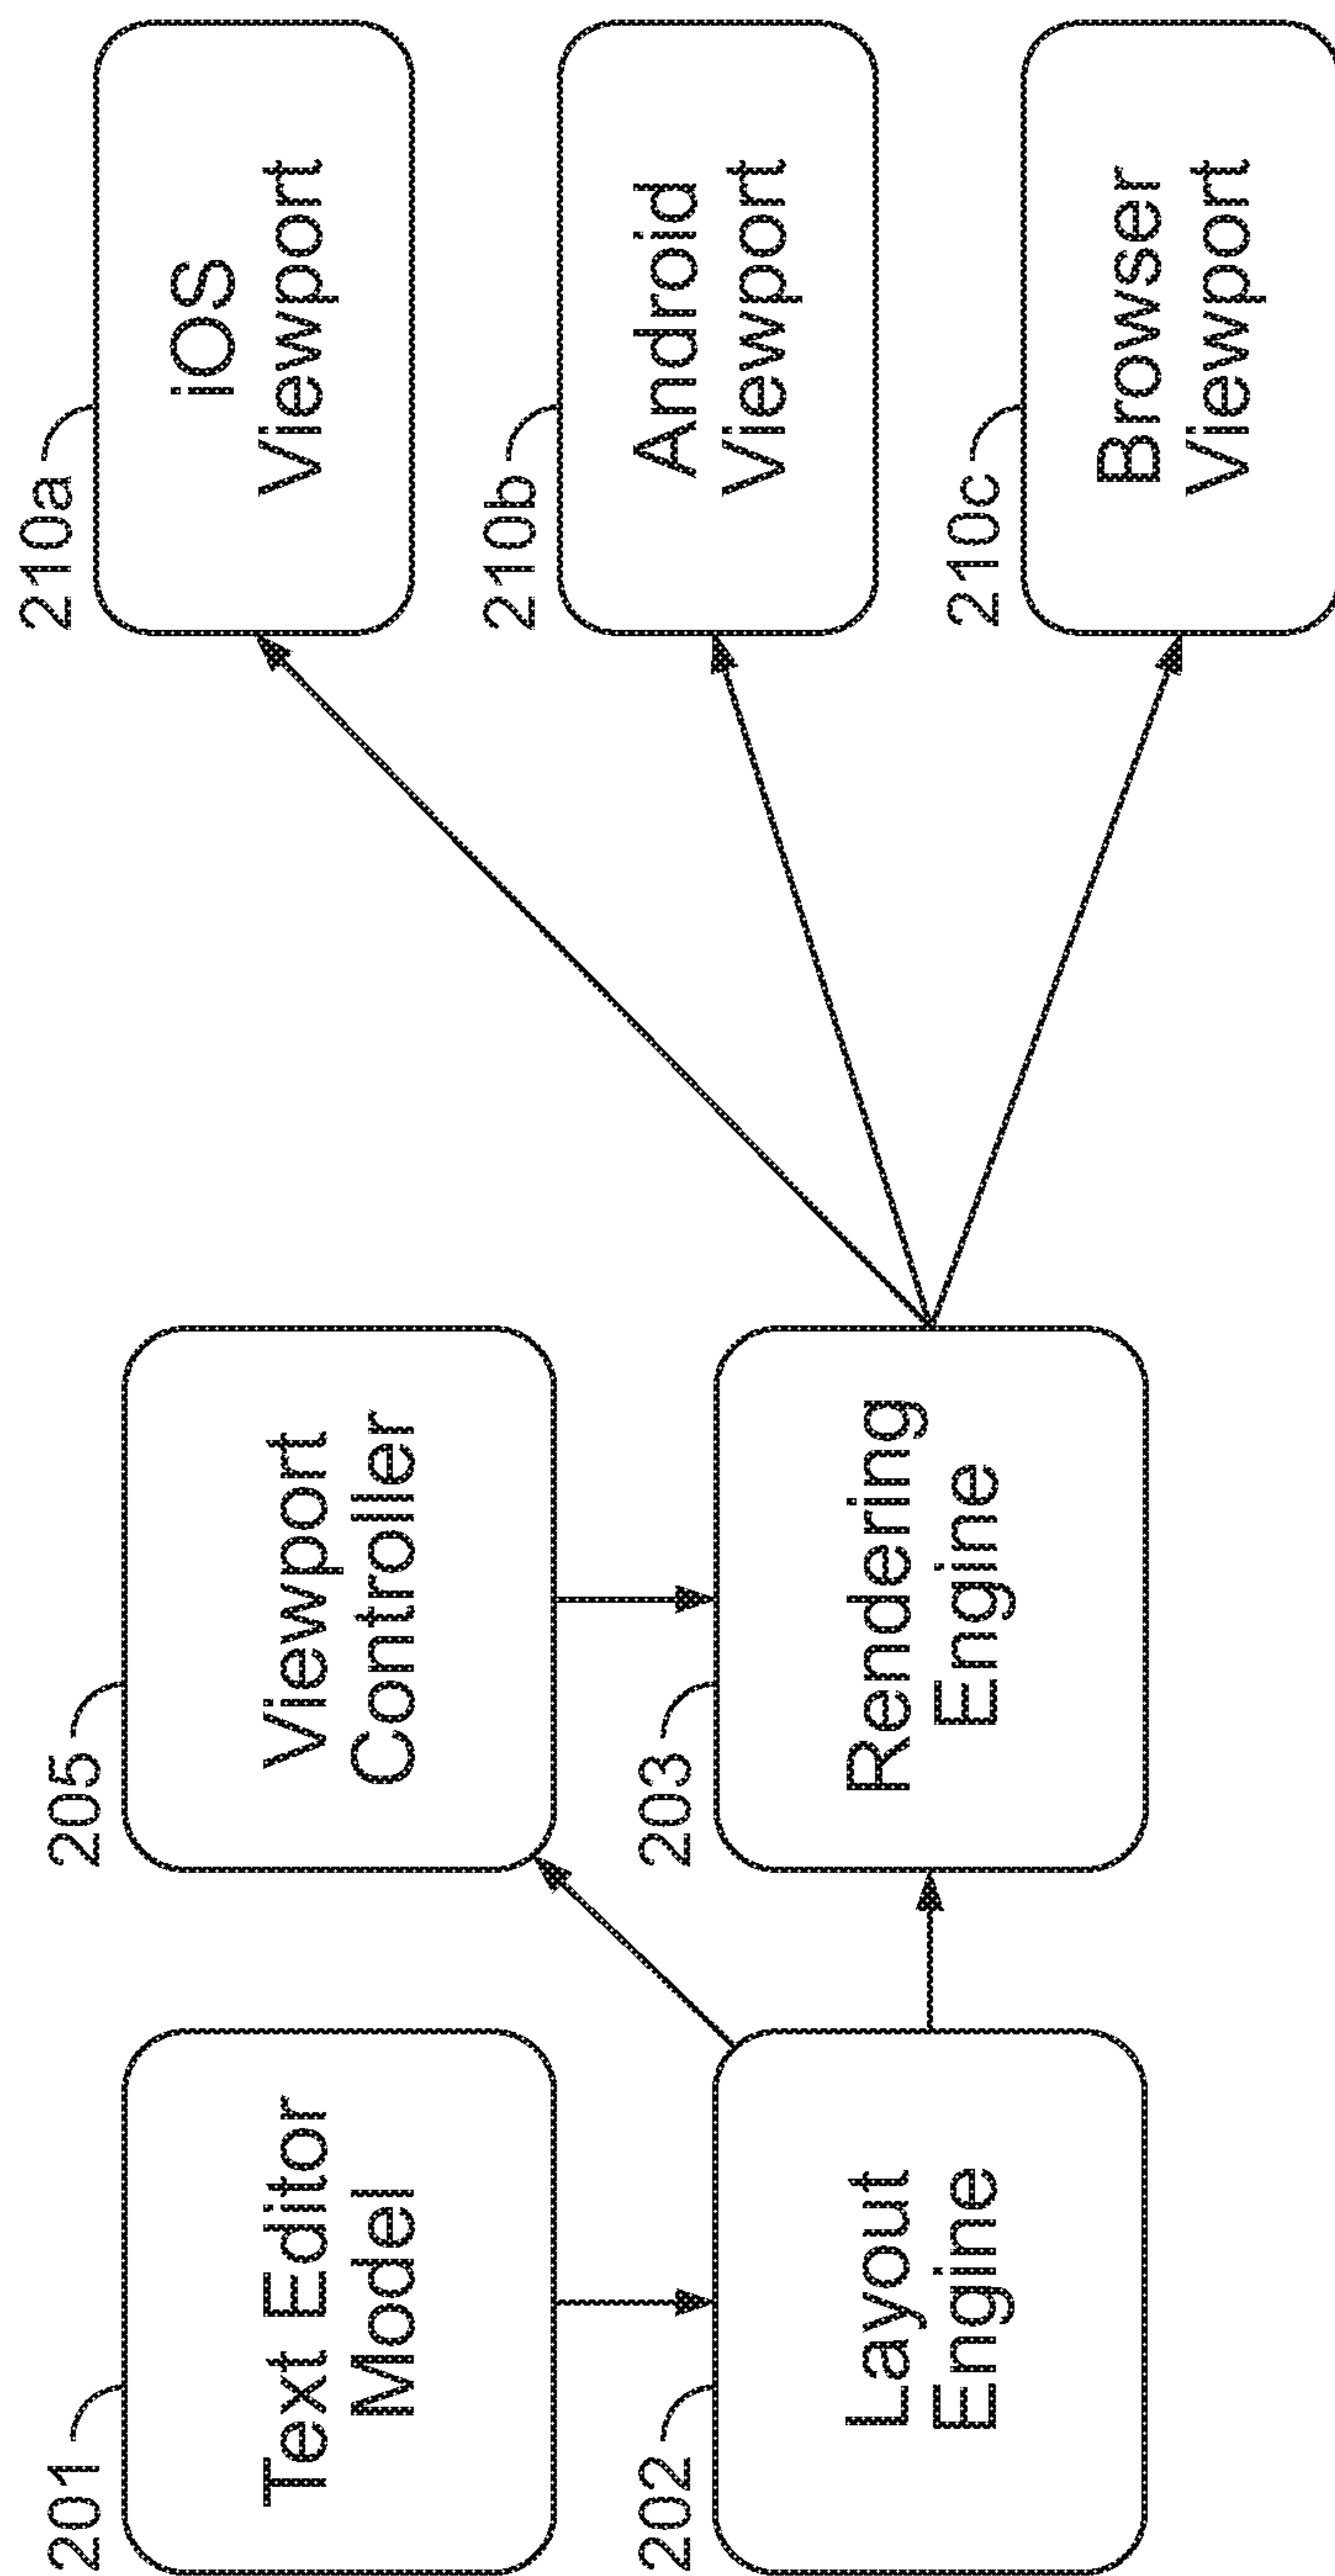 201
Text Editor
Model
205
Viewport
Controller
210a
iOS
Viewport
202
Layout
Engine
203
Rendering
Engine
210b
Android
Viewport
210c
Browser
Viewport